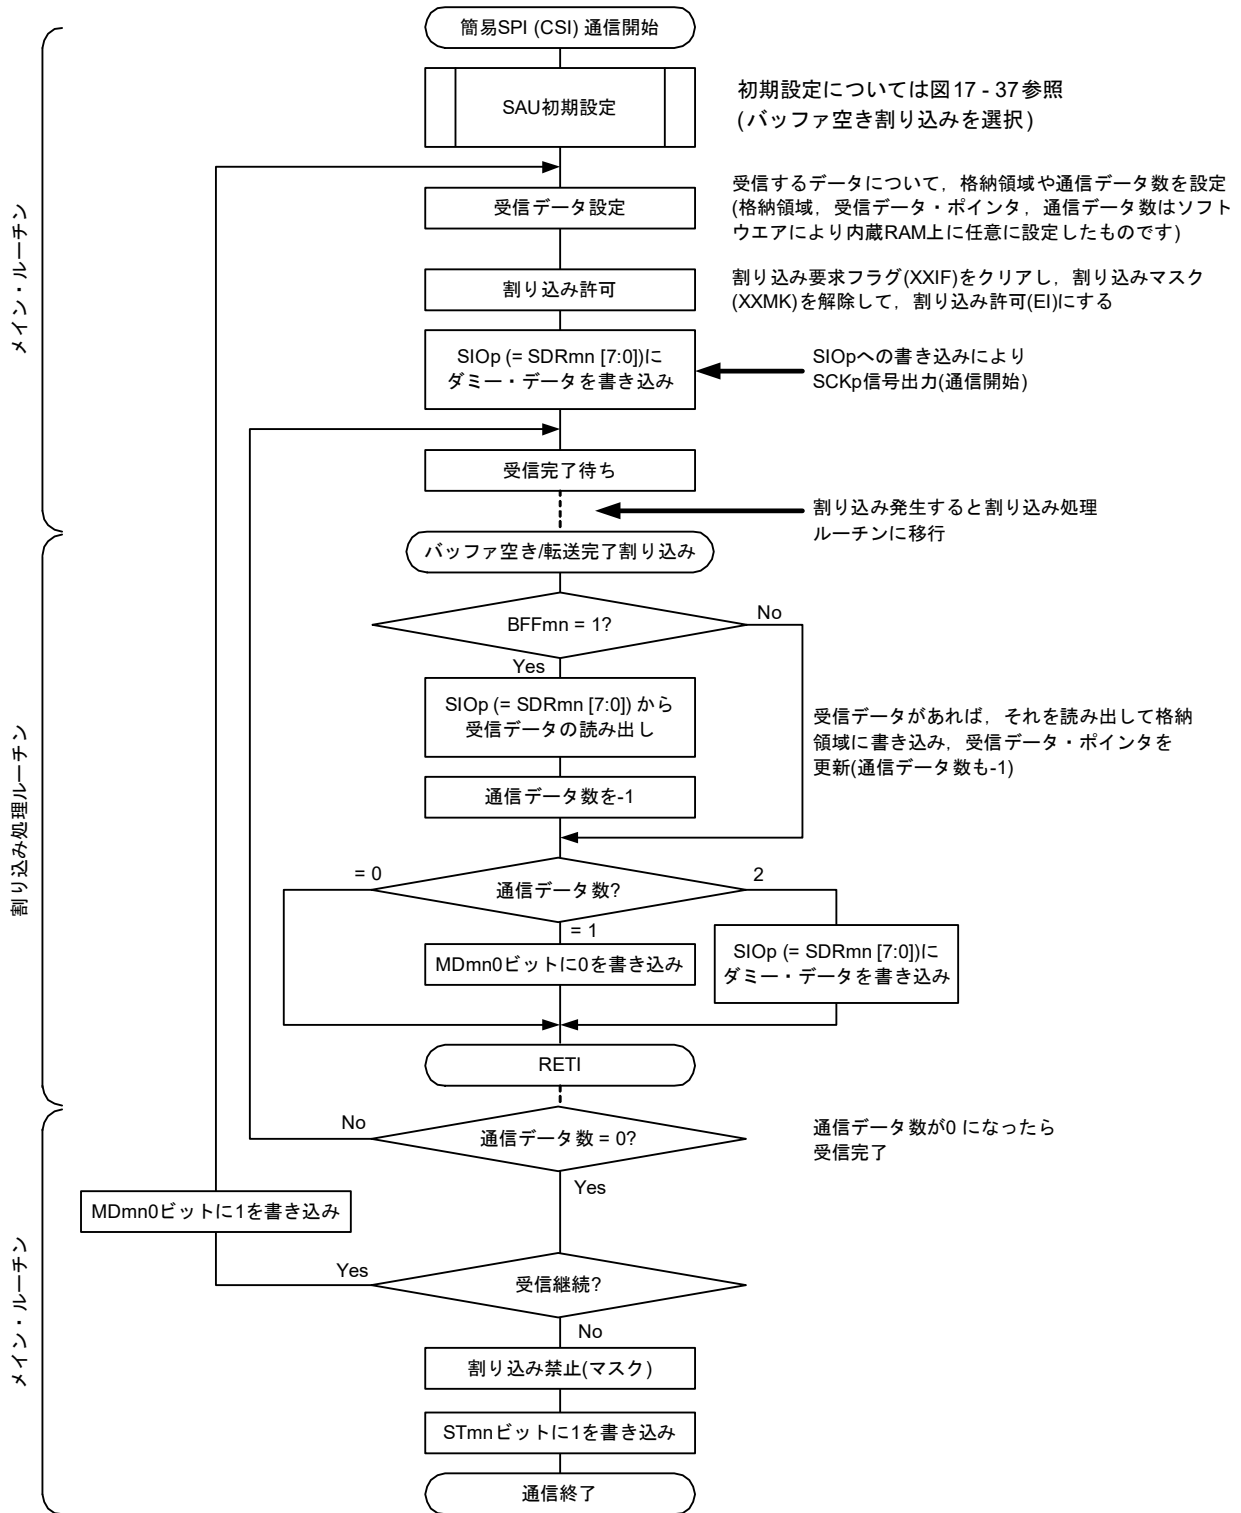 簡易SPI (CSI) 通信開始
SAU初期設定
初期設定については図17 - 37参照
(バッファ空き割り込みを選択)
受信データ設定
受信するデータについて，格納領域や通信データ数を設定
(格納領域，受信データ・ポインタ，通信データ数はソフト
ウエアにより内蔵RAM上に任意に設定したものです)
割り込み許可
割り込み要求フラグ(XXIF)をクリアし，割り込みマスク
(XXMK)を解除して，割り込み許可(EI)にする
SIOp (= SDRmn [7:0])に
ダミー・データを書き込み
SIOpへの書き込みにより
SCKp信号出力(通信開始)
受信完了待ち
割り込み発生すると割り込み処理
ルーチンに移行
メイン・ルーチン
バッファ空き/転送完了割り込み
BFFmn = 1?
No
Yes
SIOp (= SDRmn [7:0]) から
受信データの読み出し
受信データがあれば，それを読み出して格納
領域に書き込み，受信データ・ポインタを
更新(通信データ数も-1)
通信データ数を-1
= 0
通信データ数?
2
= 1
MDmn0ビットに0を書き込み
SIOp (= SDRmn [7:0])に
ダミー・データを書き込み
RETI
割り込み処理ルーチン
No
通信データ数 = 0?
通信データ数が0 になったら
受信完了
Yes
MDmn0ビットに1を書き込み
Yes
受信継続?
No
割り込み禁止(マスク)
STmnビットに1を書き込み
通信終了
メイン・ルーチン